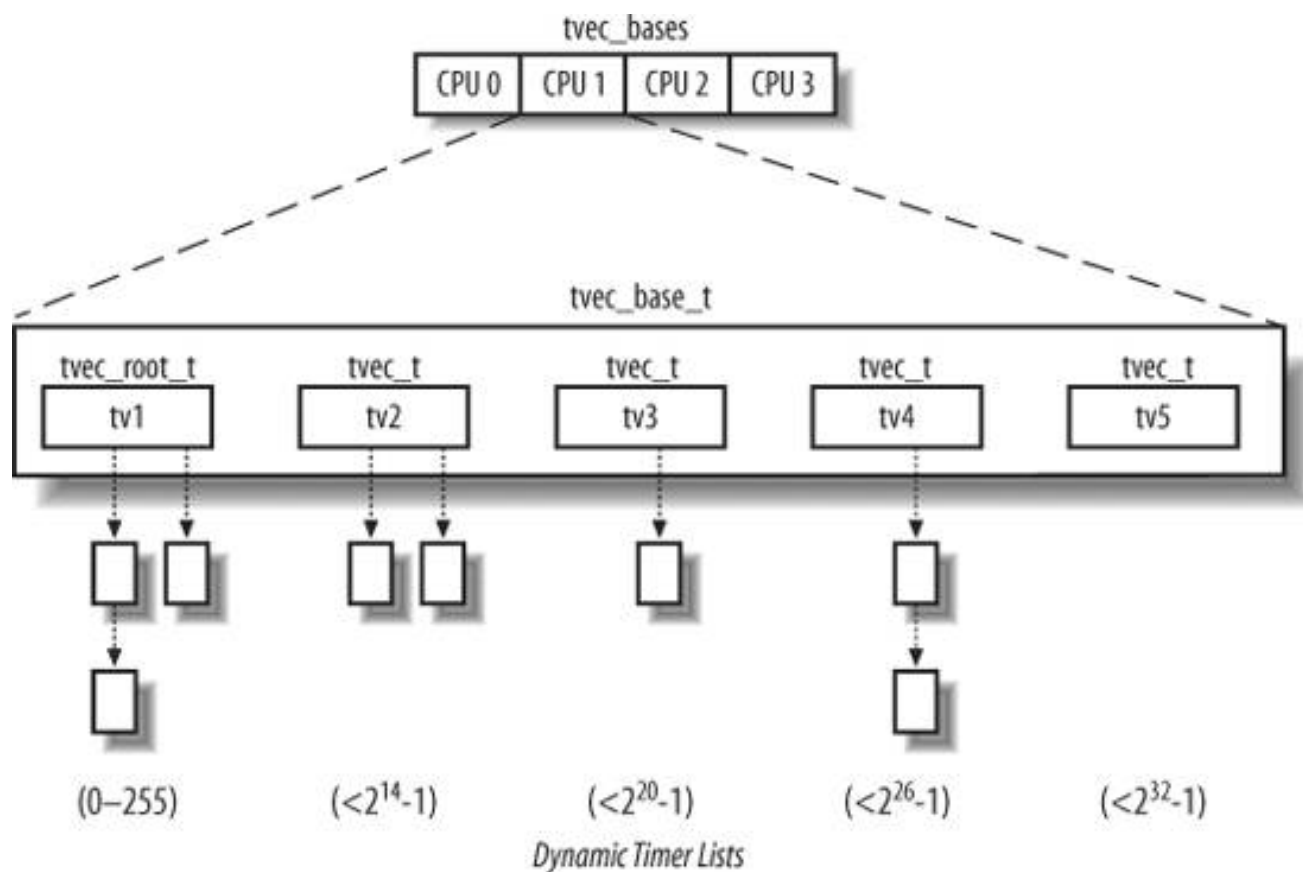 tvec_bases
CPU 0 CPU 1 CPU 2 CPU 3
tvec_base_t
tvec_root_t tvec_t tvec_t tvec_t tvec_t
tv1 tv2 tv3 tv4 tv5
(0–255) (<2¹⁴-1) (<2²⁰-1) (<2²⁶-1) (<2³²-1)
Dynamic Timer Lists